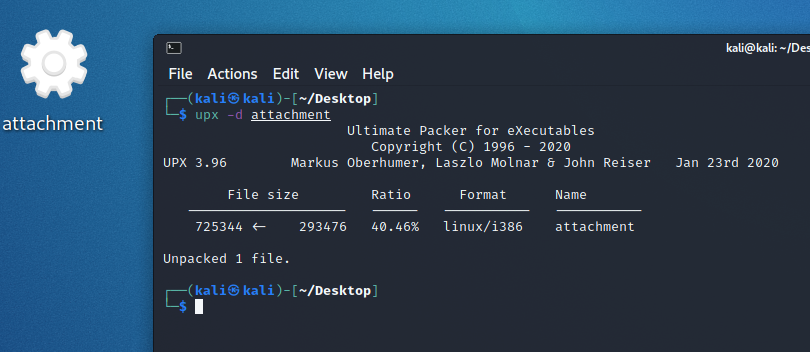 attachment
kali@kali: ~/Des
File Actions Edit View Help
┌──(kali㉿kali)-[~/Desktop]
└─$ upx -d attachment
Ultimate Packer for eXecutables
Copyright (C) 1996 - 2020
UPX 3.96 Markus Oberhumer, Laszlo Molnar & John Reiser Jan 23rd 2020
File size Ratio Format Name
-------------------- ------ ----------- -----------
725344 <- 293476 40.46% linux/i386 attachment
Unpacked 1 file.
┌──(kali㉿kali)-[~/Desktop]
└─$